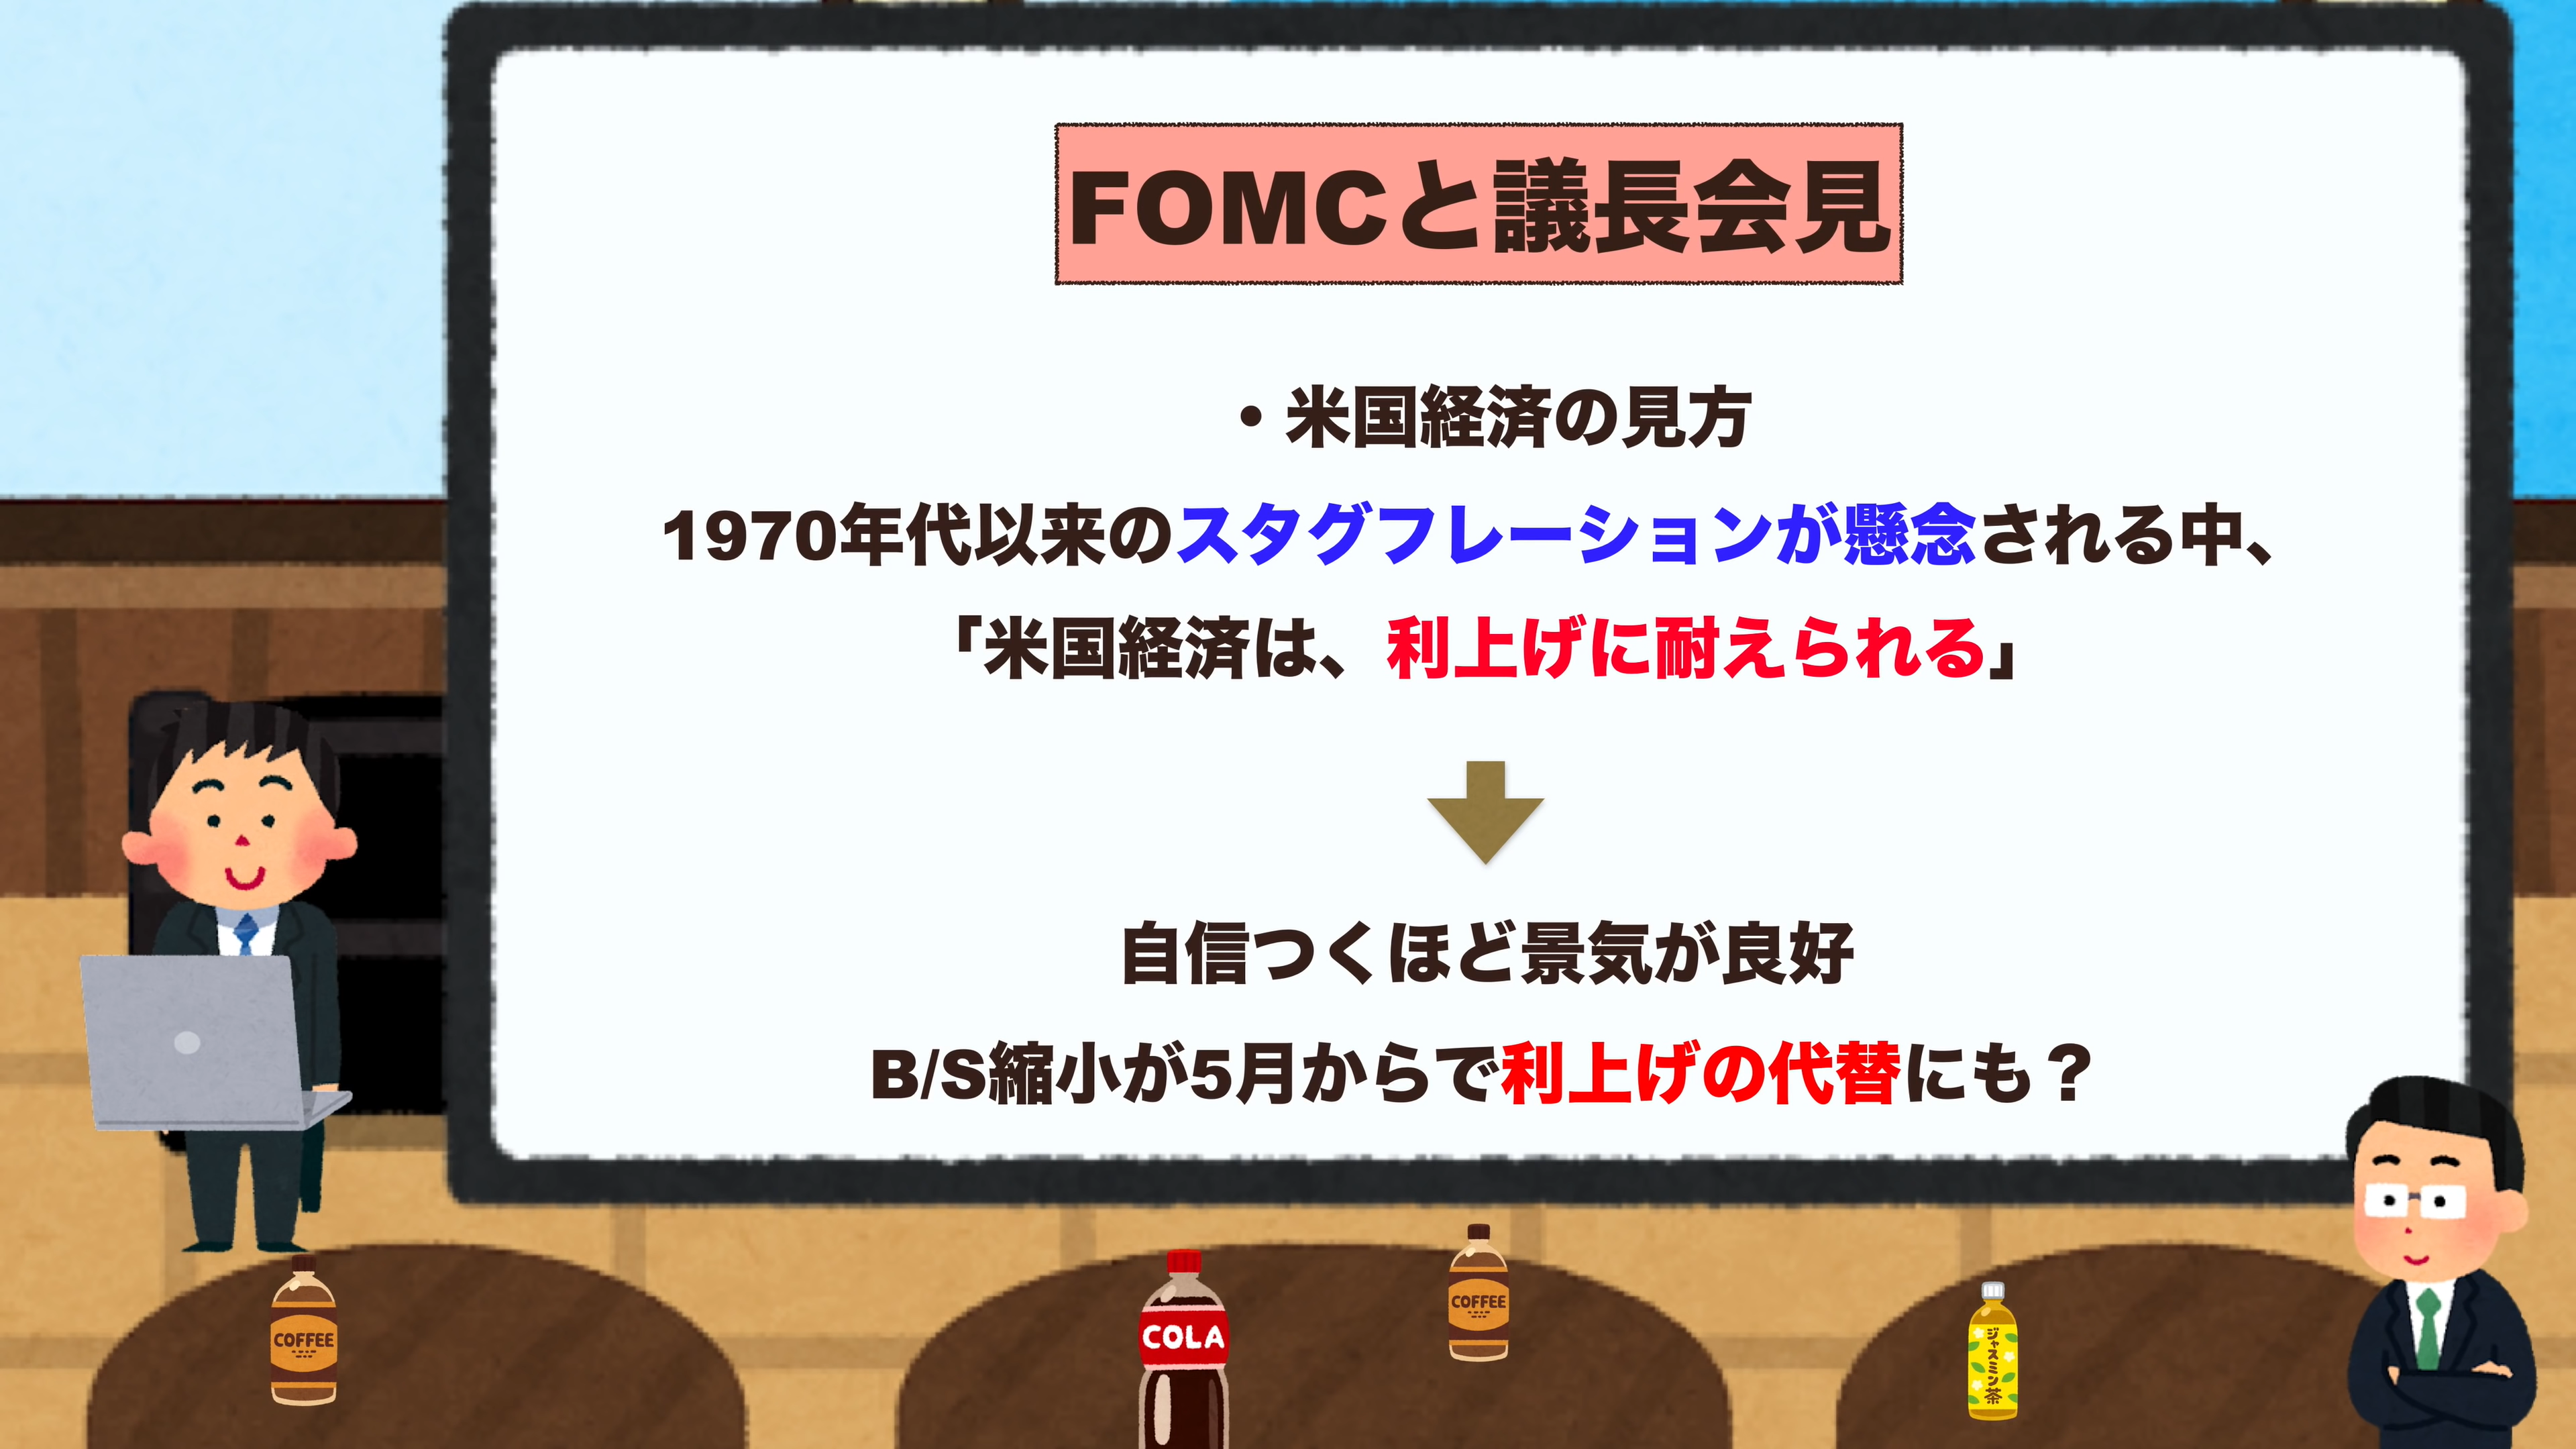 FOMCと議長会見
・米国経済の見方
1970年代以来のスタグフレーションが懸念される中、
「米国経済は、利上げに耐えられる」
自信つくほど景気が良好
B/S縮小が5月からで利上げの代替にも？
COFFEE
COLA
COFFEE
ジャスミン茶